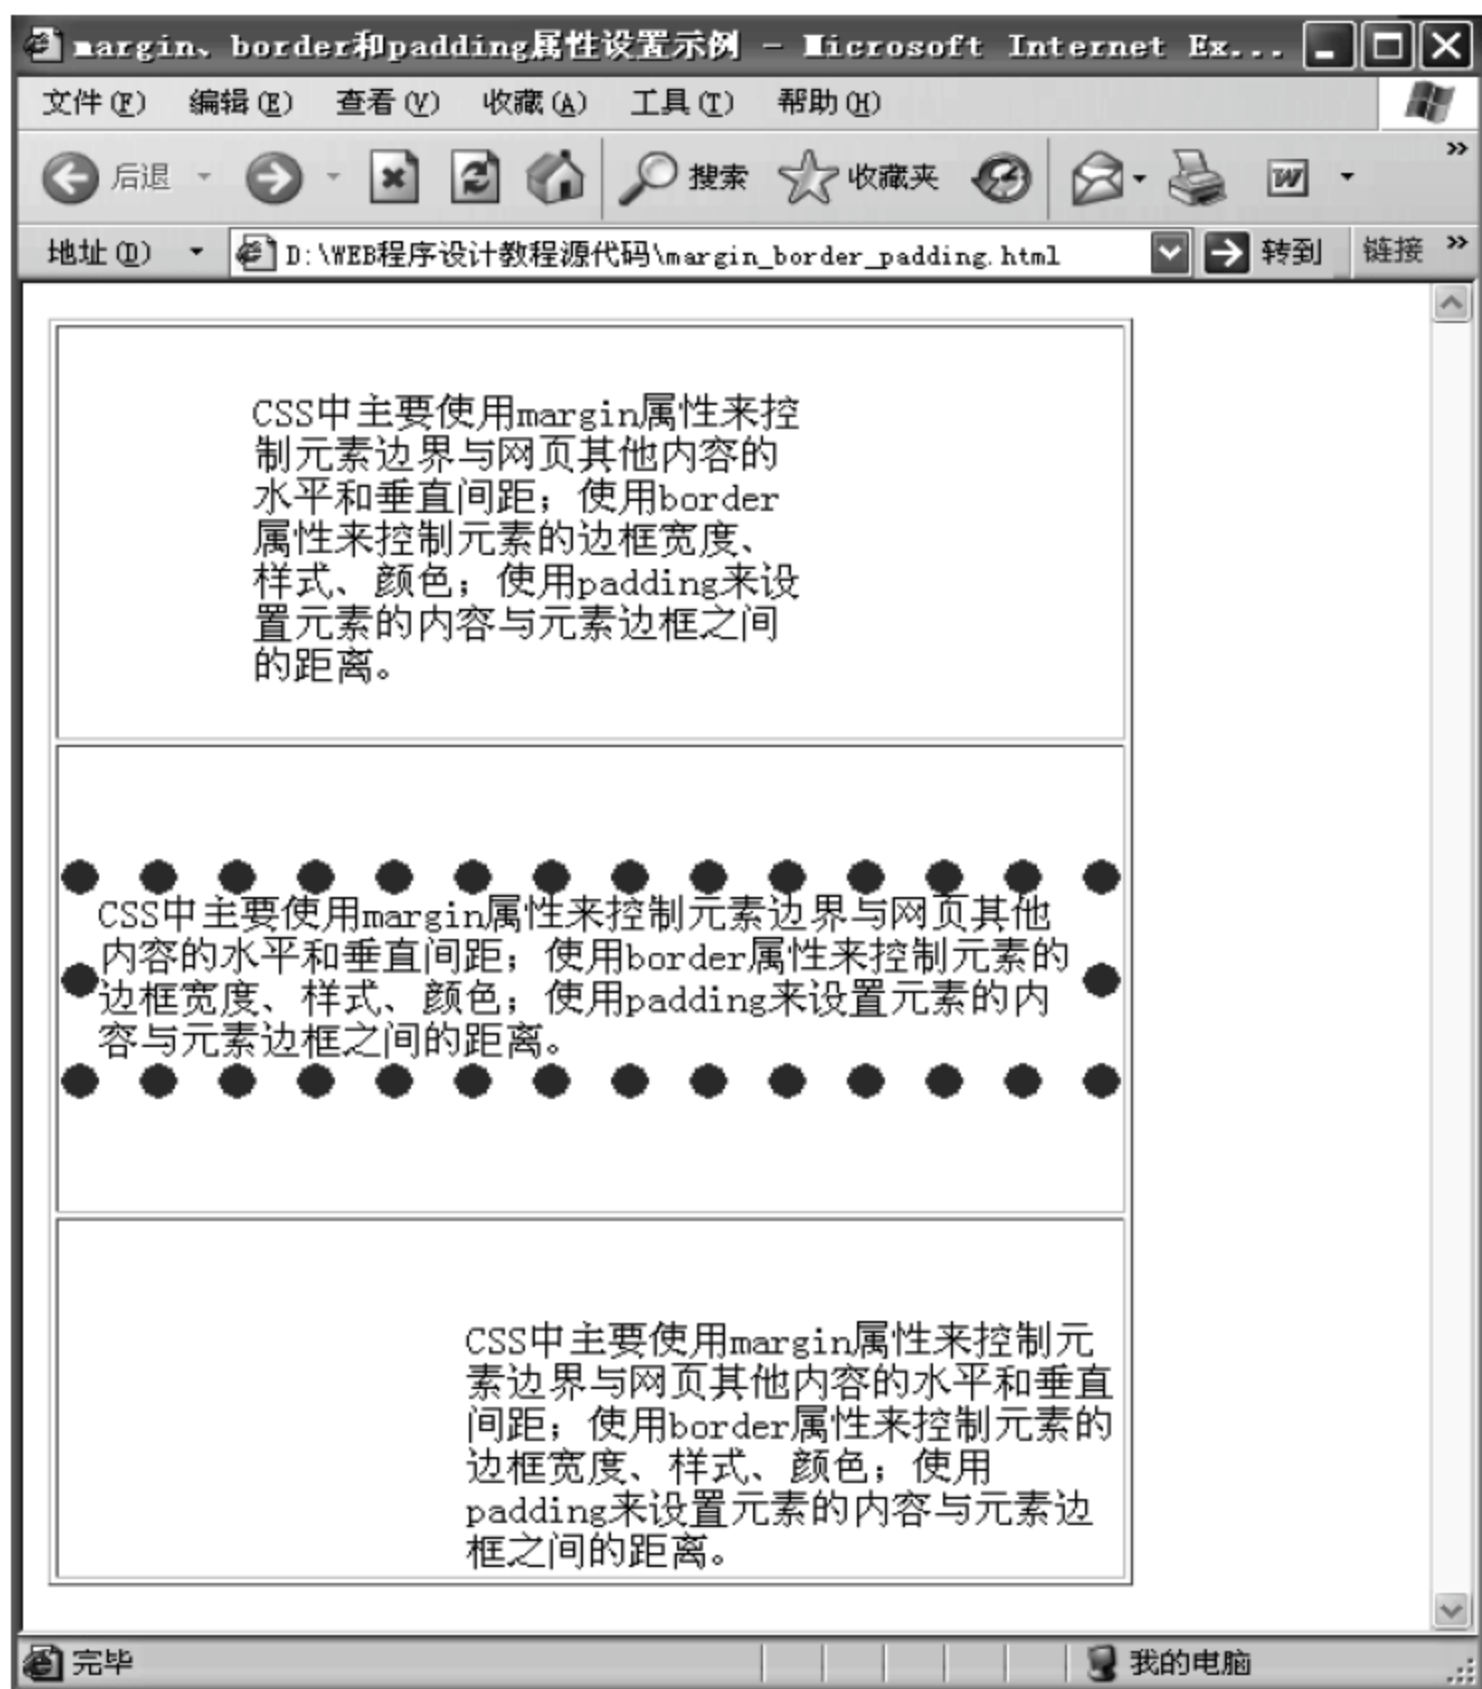 margin、border和padding属性设置示例 - Microsoft Internet Ex...
文件(F) 编辑(E) 查看(V) 收藏(A) 工具(T) 帮助(H)
后退 搜索 收藏夹 W »
地址(D) D:\WEB程序设计教程源代码\margin_border_padding.html 转到 链接 »
CSS中主要使用margin属性来控
制元素边界与网页其他内容的
水平和垂直间距；使用border
属性来控制元素的边框宽度、
样式、颜色；使用padding来设
置元素的内容与元素边框之间
的距离。
CSS中主要使用margin属性来控制元素边界与网页其他
内容的水平和垂直间距；使用border属性来控制元素的
边框宽度、样式、颜色；使用padding来设置元素的内
容与元素边框之间的距离。
CSS中主要使用margin属性来控制元
素边界与网页其他内容的水平和垂直
间距；使用border属性来控制元素的
边框宽度、样式、颜色；使用
padding来设置元素的内容与元素边
框之间的距离。
完毕 我的电脑